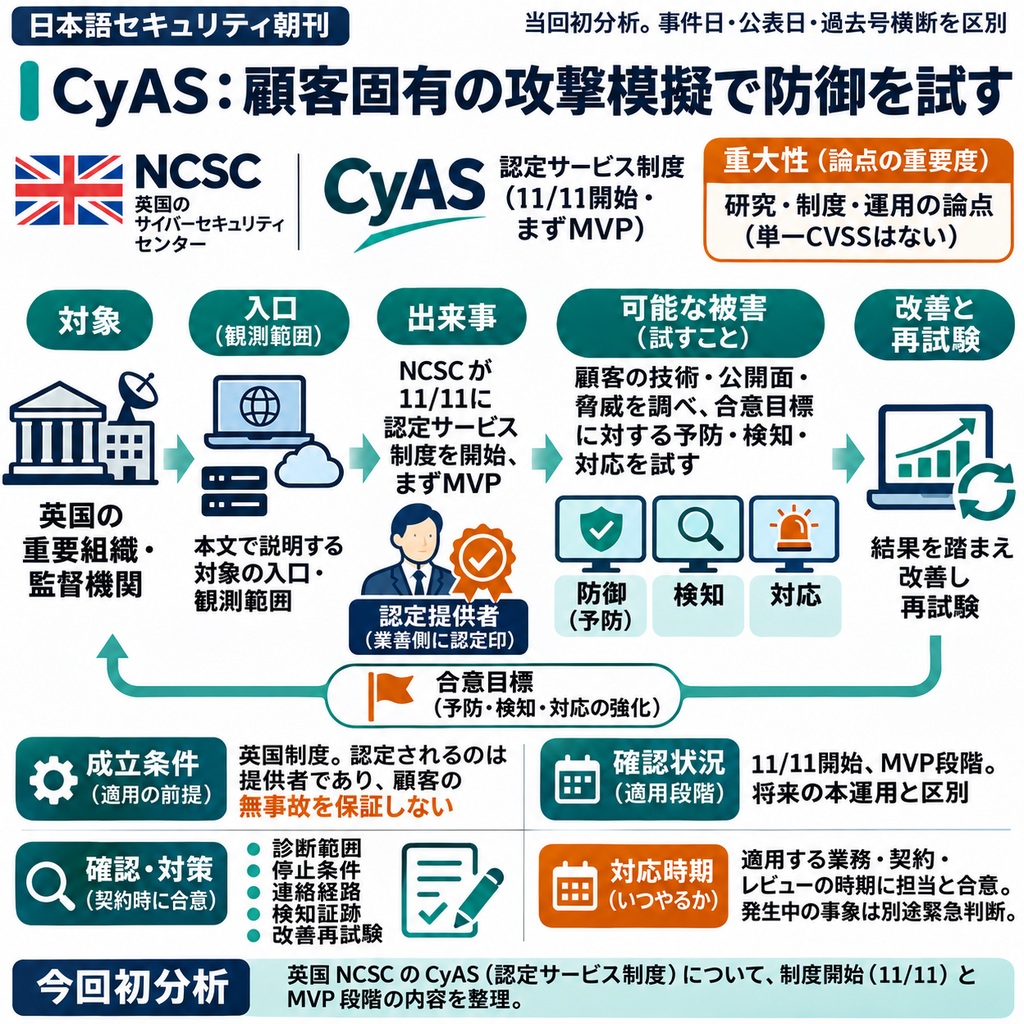 日本語セキュリティ朝刊
当回初分析。事件日・公表日・過去号横断を区別
CyAS：顧客固有の攻撃模擬で防御を試す
NCSC
英国の
サイバーセキュリティ
センター
CyAS
認定サービス制度
（11/11開始・
まずMVP）
重大性（論点の重要度）
研究・制度・運用の論点
（単一CVSSはない）
対象
英国の
重要組織・
監督機関
入口
（観測範囲）
本文で説明する
対象の入口・
観測範囲
出来事
NCSC が
11/11に
認定サービス
制度を開始、
まずMVP
認定提供者
（業善側に認定印）
可能な被害
（試すこと）
顧客の技術・公開面・
脅威を調べ、合意目標
に対する予防・検知・
対応を試す
防御
（予防）
検知
対応
改善と
再試験
結果を踏まえ
改善し
再試験
合意目標
（予防・検知・対応の強化）
成立条件
（適用の前提）
英国制度。認定されるのは
提供者であり、顧客の
無事故を保証しない
確認状況
（適用段階）
11/11開始、MVP段階。
将来の本運用と区別
確認・対策
（契約時に合意）
診断範囲
停止条件
連絡経路
検知証跡
改善再試験
対応時期
（いつやるか）
適用する業務・契約・
レビューの時期に担当と合意。
発生中の事象は別途緊急判断。
今回初分析
英国 NCSC の CyAS（認定サービス制度）について、制度開始（11/11）と
MVP 段階の内容を整理。